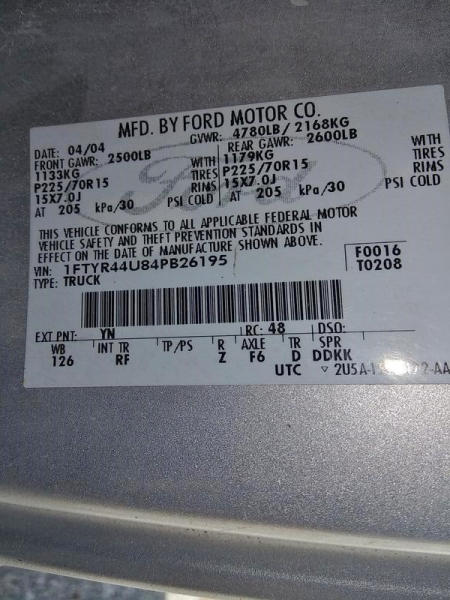 MFD. BY FORD MOTOR CO.
DATE: 04/04 GVWR: 4780LB/ 2168KG
FRONT GAWR: 2500LB REAR GAWR: 2600LB
1133KG WITH 1179KG WITH
P225/70R15 TIRES P225/70R15 TIRES
15X7.0J RIMS 15X7.0J RIMS
AT 205 kPa/30 PSI COLD AT 205 kPa/30 PSI COLD
Ford
THIS VEHICLE CONFORMS TO ALL APPLICABLE FEDERAL MOTOR
VEHICLE SAFETY AND THEFT PREVENTION STANDARDS IN
EFFECT ON THE DATE OF MANUFACTURE SHOWN ABOVE.
VIN: 1FTYR44U84PB26195 F0016
TYPE: TRUCK T0208
EXT PNT: YN RC: 48 DSO:
WB INT TR TP/PS R AXLE TR SPR
126 RF Z F6 D DDKK
UTC